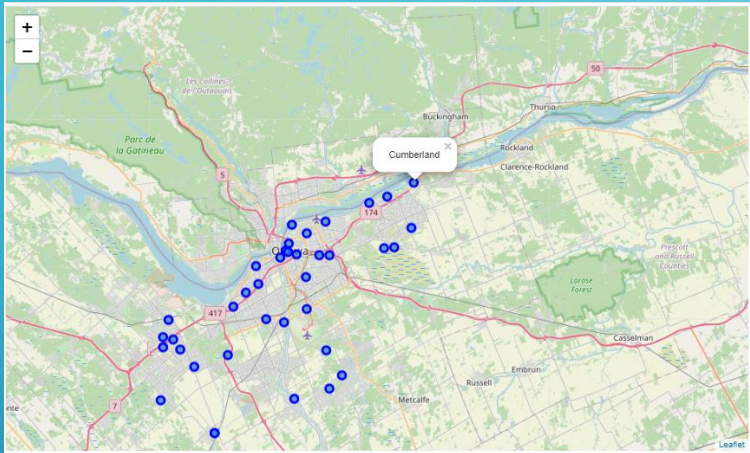 +
−
50
Les Collines-
de-l'Outaouais
Thurso
Buckingham
Parc de
la Gatineau
Rockland
Cumberland
×
Clarence-Rockland
5
174
Prescott
and Russell
Counties
Larose
Forest
417
Casselman
Embrun
Russell
7
Metcalfe
Leaflet